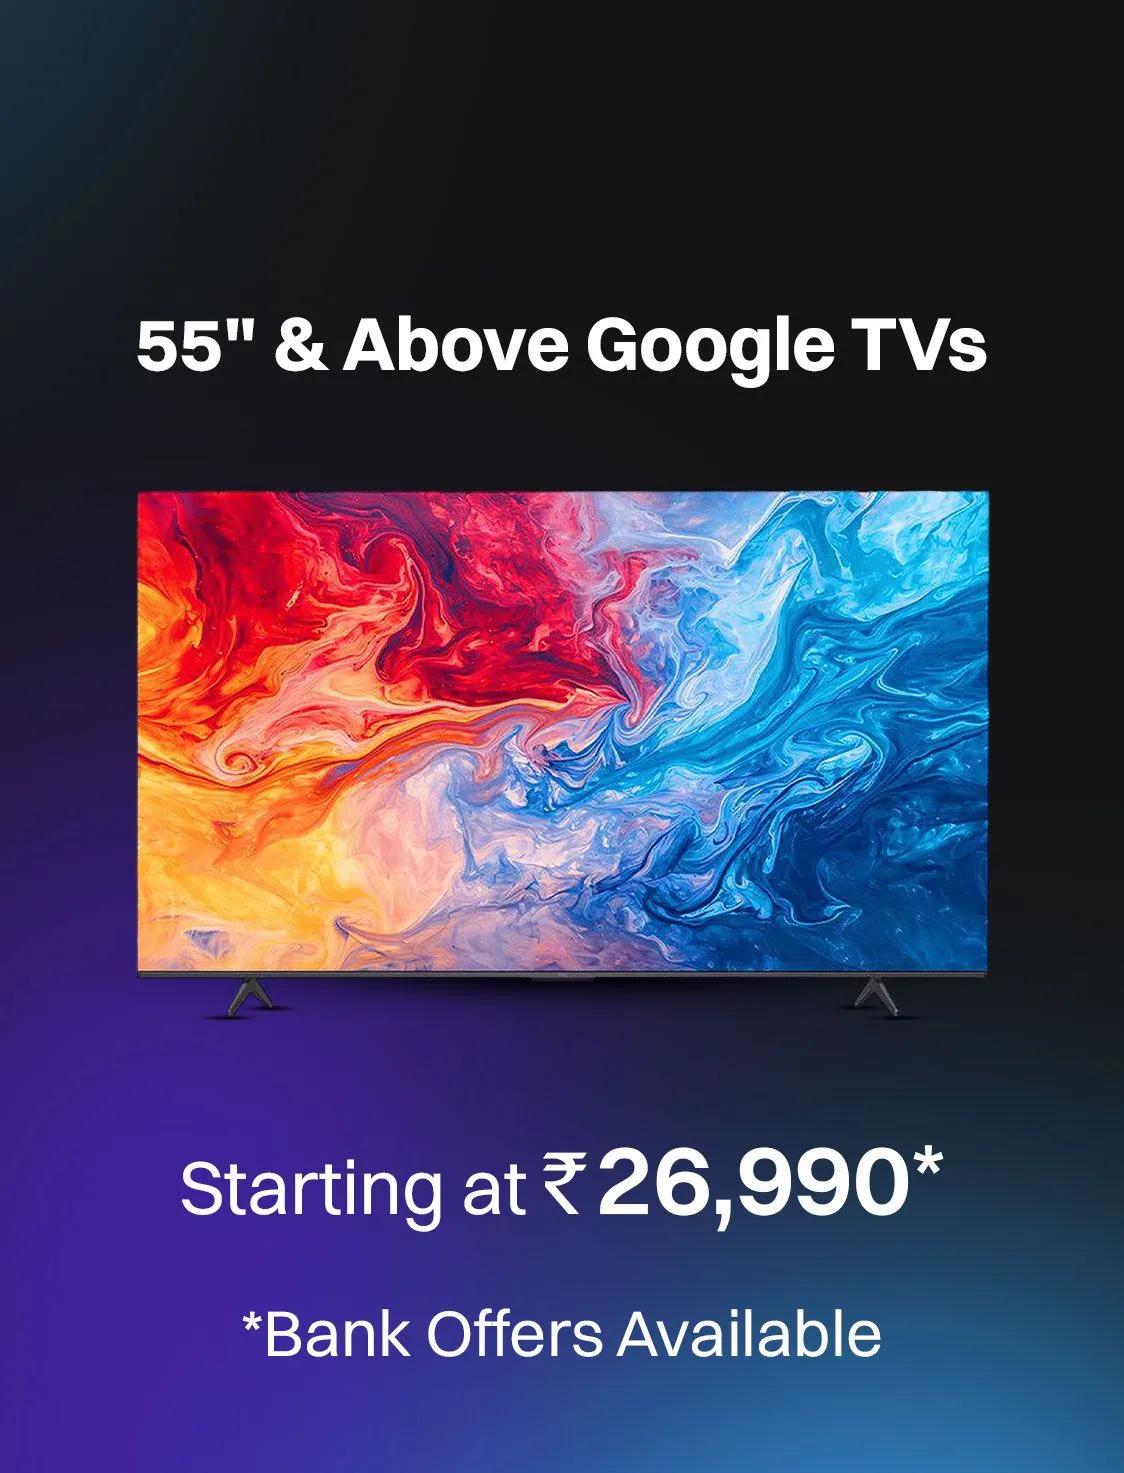 55" & Above Google TVs
Starting at ₹26,990*
*Bank Offers Available